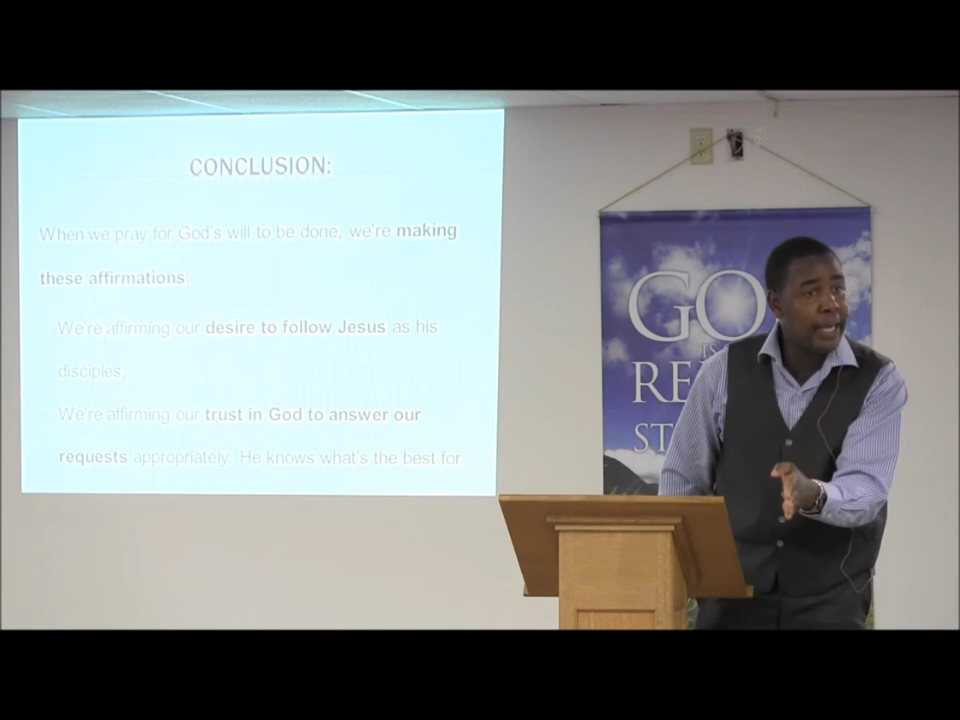 CONCLUSION:
When we pray for God's will to be done, we're making
these affirmations:
We're affirming our desire to follow Jesus as his
disciples,
We're affirming our trust in God to answer our
requests appropriately. He knows what's the best for
GO
IS
RE
ST